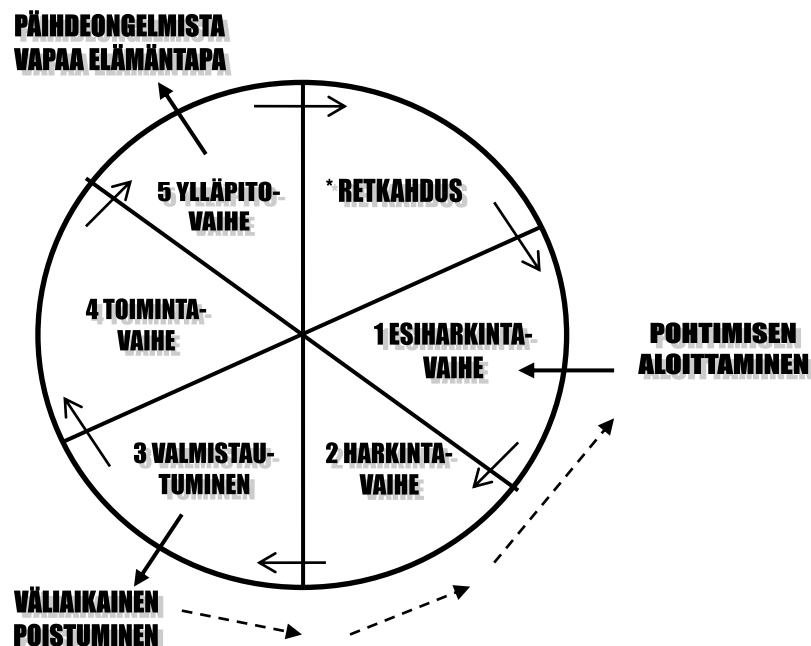 PÄIHDEONGELMISTA
VAPAA ELÄMÄNTAPA
5 YLLÄPITO-
VAIHE
* RETKAHDUS
4 TOIMINTA-
VAIHE
1 ESIHARKINTA-
VAIHE
POHTIMISEN
ALOITTAMINEN
3 VALMISTAU-
TUMINEN
2 HARKINTA-
VAIHE
VÄLIAIKAINEN
POISTUMINEN